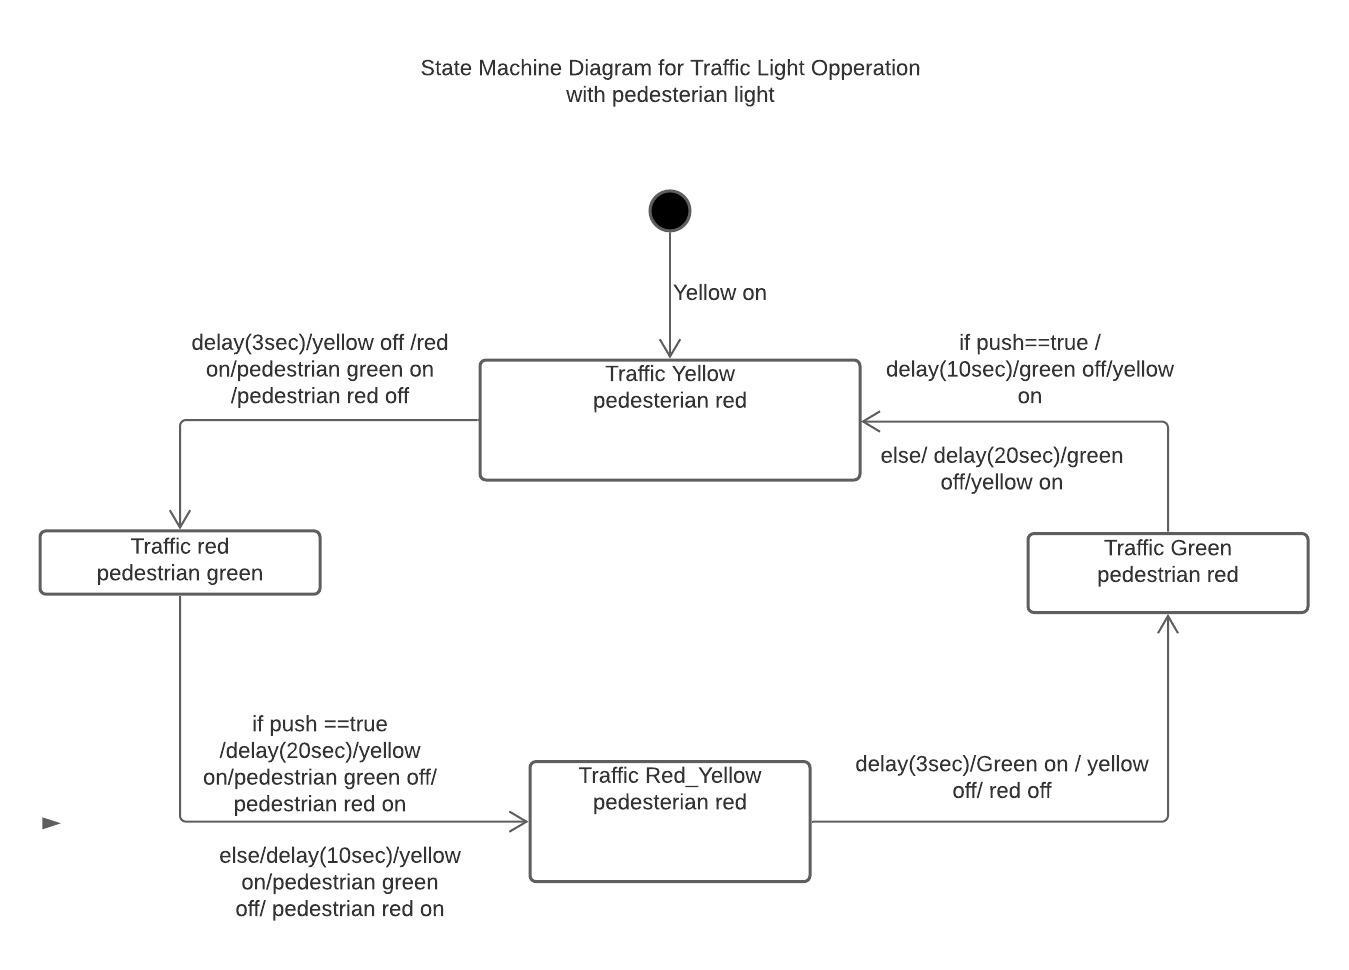 State Machine Diagram for Traffic Light Opperation
with pedesterian light
Yellow on
delay(3sec)/yellow off /red
on/pedestrian green on
/pedestrian red off
if push==true /
delay(10sec)/green off/yellow
on
Traffic Yellow
pedesterian red
else/ delay(20sec)/green
off/yellow on
Traffic red
pedestrian green
Traffic Green
pedestrian red
if push ==true
/delay(20sec)/yellow
on/pedestrian green off/
pedestrian red on
Traffic Red_Yellow
pedesterian red
delay(3sec)/Green on / yellow
off/ red off
else/delay(10sec)/yellow
on/pedestrian green
off/ pedestrian red on